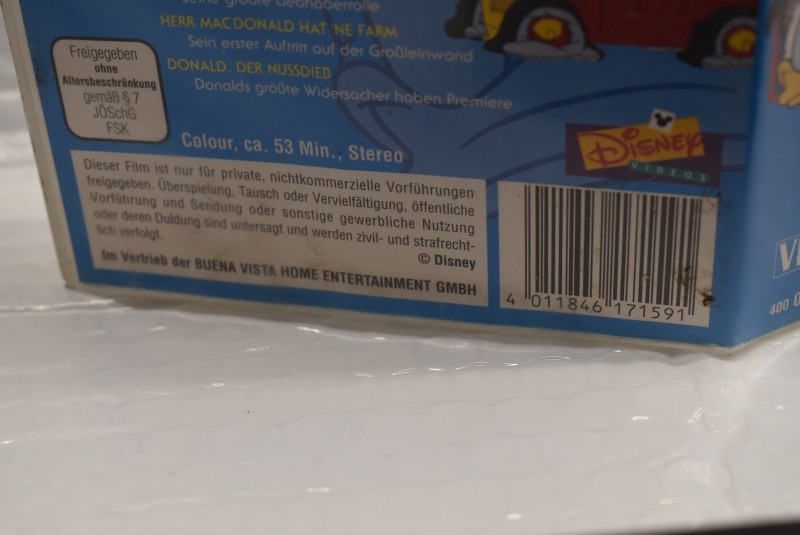 seine große Liebhaberrolle
HERR MACDONALD HAT 'NE FARM
Sein erster Auftritt auf der Großleinwand
DONALD, DER NUSSDIEB
Donalds größte Widersacher haben Premiere
Freigegeben
ohne
Altersbeschränkung
gemäß § 7
JÖSchG
FSK
Colour, ca. 53 Min., Stereo
DISNEY
VIDEOS
Dieser Film ist nur für private, nichtkommerzielle Vorführungen
freigegeben. Überspielung, Tausch oder Vervielfältigung, öffentliche
Vorführung und Sendung oder sonstige gewerbliche Nutzung
oder deren Duldung sind untersagt und werden zivil- und strafrecht-
lich verfolgt.
© Disney
Im Vertrieb der BUENA VISTA HOME ENTERTAINMENT GMBH
4 011846 171591
400